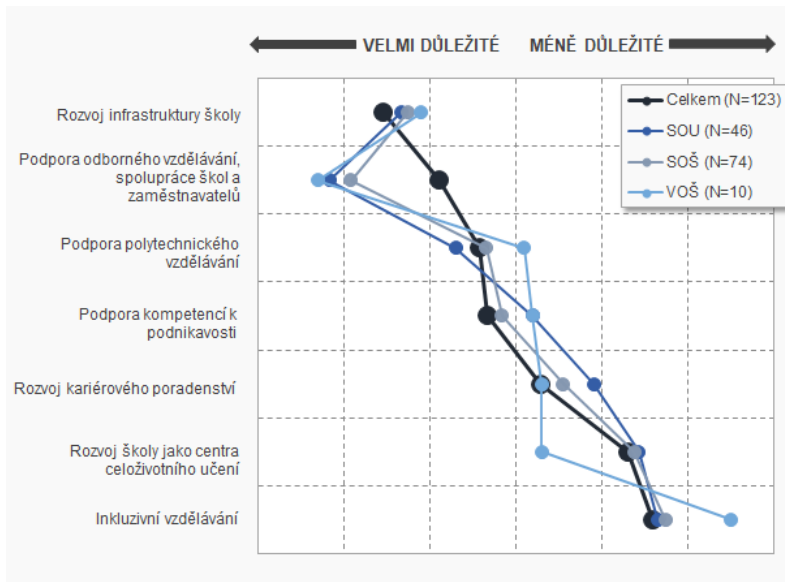 VELMI DŮLEŽITÉ MÉNĚ DŮLEŽITÉ
Celkem (N=123)
SOU (N=46)
SOŠ (N=74)
VOŠ (N=10)
Rozvoj infrastruktury školy
Podpora odborného vzdělávání,
spolupráce škol a
zaměstnavatelů
Podpora polytechnického
vzdělávání
Podpora kompetencí k
podnikavosti
Rozvoj kariérového poradenství
Rozvoj školy jako centra
celoživotního učení
Inkluzivní vzdělávání